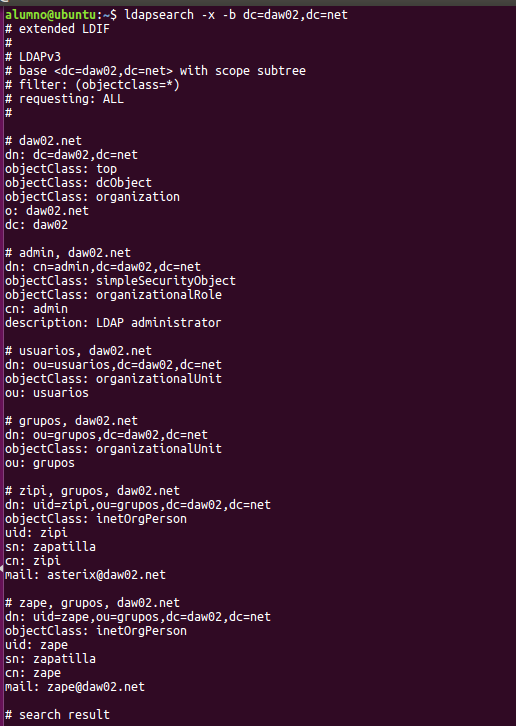 alumno@ubuntu:~$ ldapsearch -x -b dc=daw02,dc=net
# extended LDIF
#
# LDAPv3
# base <dc=daw02,dc=net> with scope subtree
# filter: (objectclass=*)
# requesting: ALL
#
# daw02.net
dn: dc=daw02,dc=net
objectClass: top
objectClass: dcObject
objectClass: organization
o: daw02.net
dc: daw02
# admin, daw02.net
dn: cn=admin,dc=daw02,dc=net
objectClass: simpleSecurityObject
objectClass: organizationalRole
cn: admin
description: LDAP administrator
# usuarios, daw02.net
dn: ou=usuarios,dc=daw02,dc=net
objectClass: organizationalUnit
ou: usuarios
# grupos, daw02.net
dn: ou=grupos,dc=daw02,dc=net
objectClass: organizationalUnit
ou: grupos
# zipi, grupos, daw02.net
dn: uid=zipi,ou=grupos,dc=daw02,dc=net
objectClass: inetOrgPerson
uid: zipi
sn: zapatilla
cn: zipi
mail: asterix@daw02.net
# zape, grupos, daw02.net
dn: uid=zape,ou=grupos,dc=daw02,dc=net
objectClass: inetOrgPerson
uid: zape
sn: zapatilla
cn: zape
mail: zape@daw02.net
# search result